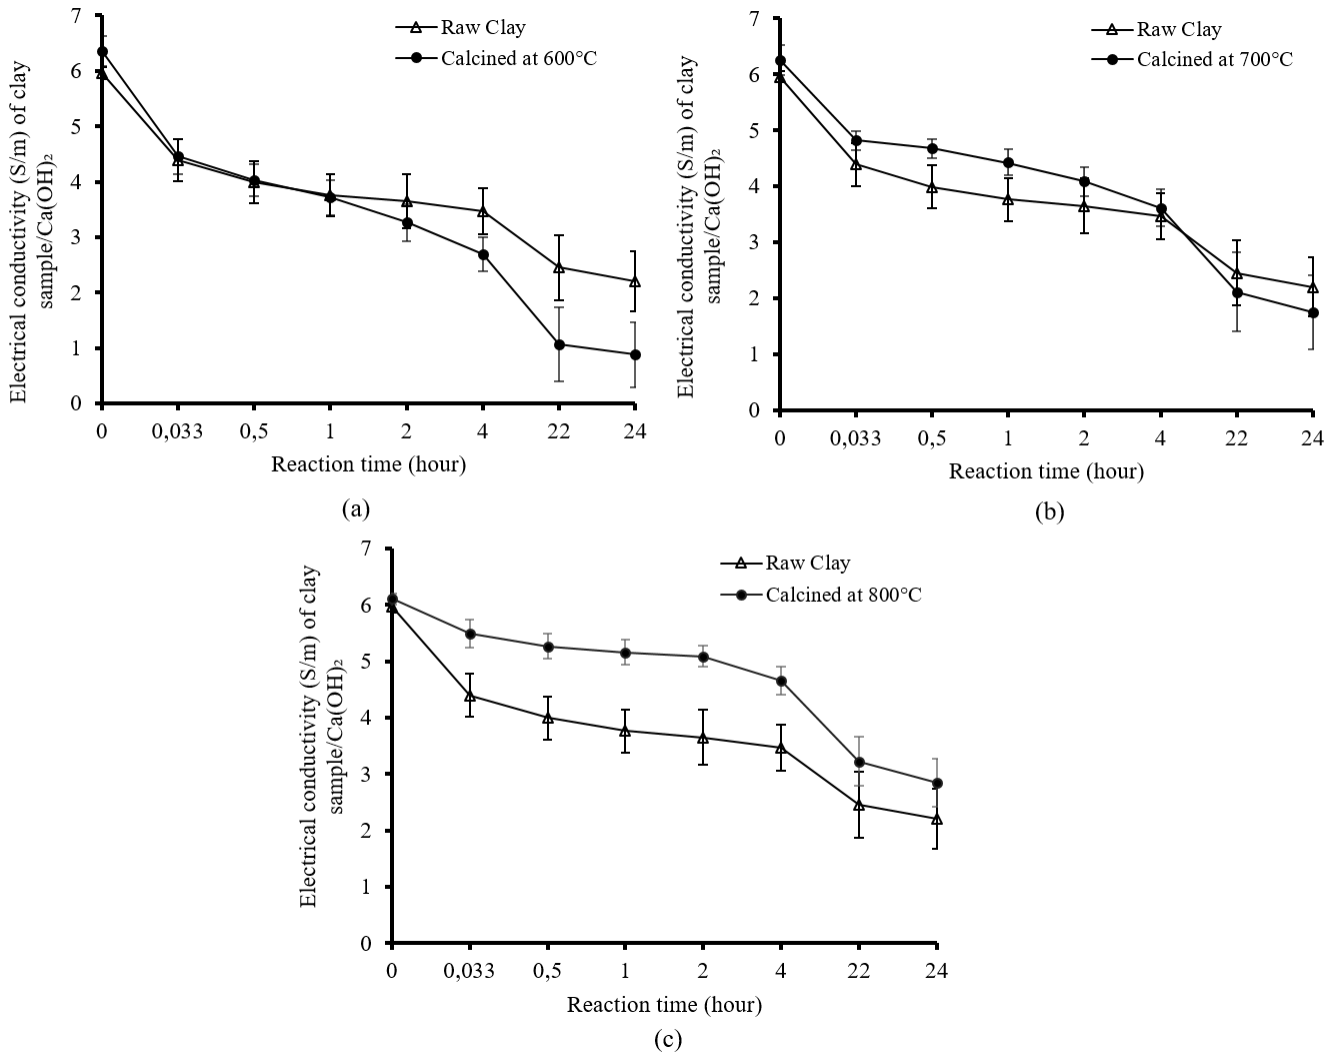 Electrical conductivity (S/m) of clay
sample/Ca(OH)₂
7
6
5
4
3
2
1
0
Raw Clay
Calcined at 600°C
0 0,033 0,5 1 2 4 22 24
Reaction time (hour)
(a)
Electrical conductivity (S/m) of clay
sample/Ca(OH)₂
7
6
5
4
3
2
1
0
Raw Clay
Calcined at 700°C
0 0,033 0,5 1 2 4 22 24
Reaction time (hour)
(b)
Electrical conductivity (S/m) of clay
sample/Ca(OH)₂
7
6
5
4
3
2
1
0
Raw Clay
Calcined at 800°C
0 0,033 0,5 1 2 4 22 24
Reaction time (hour)
(c)